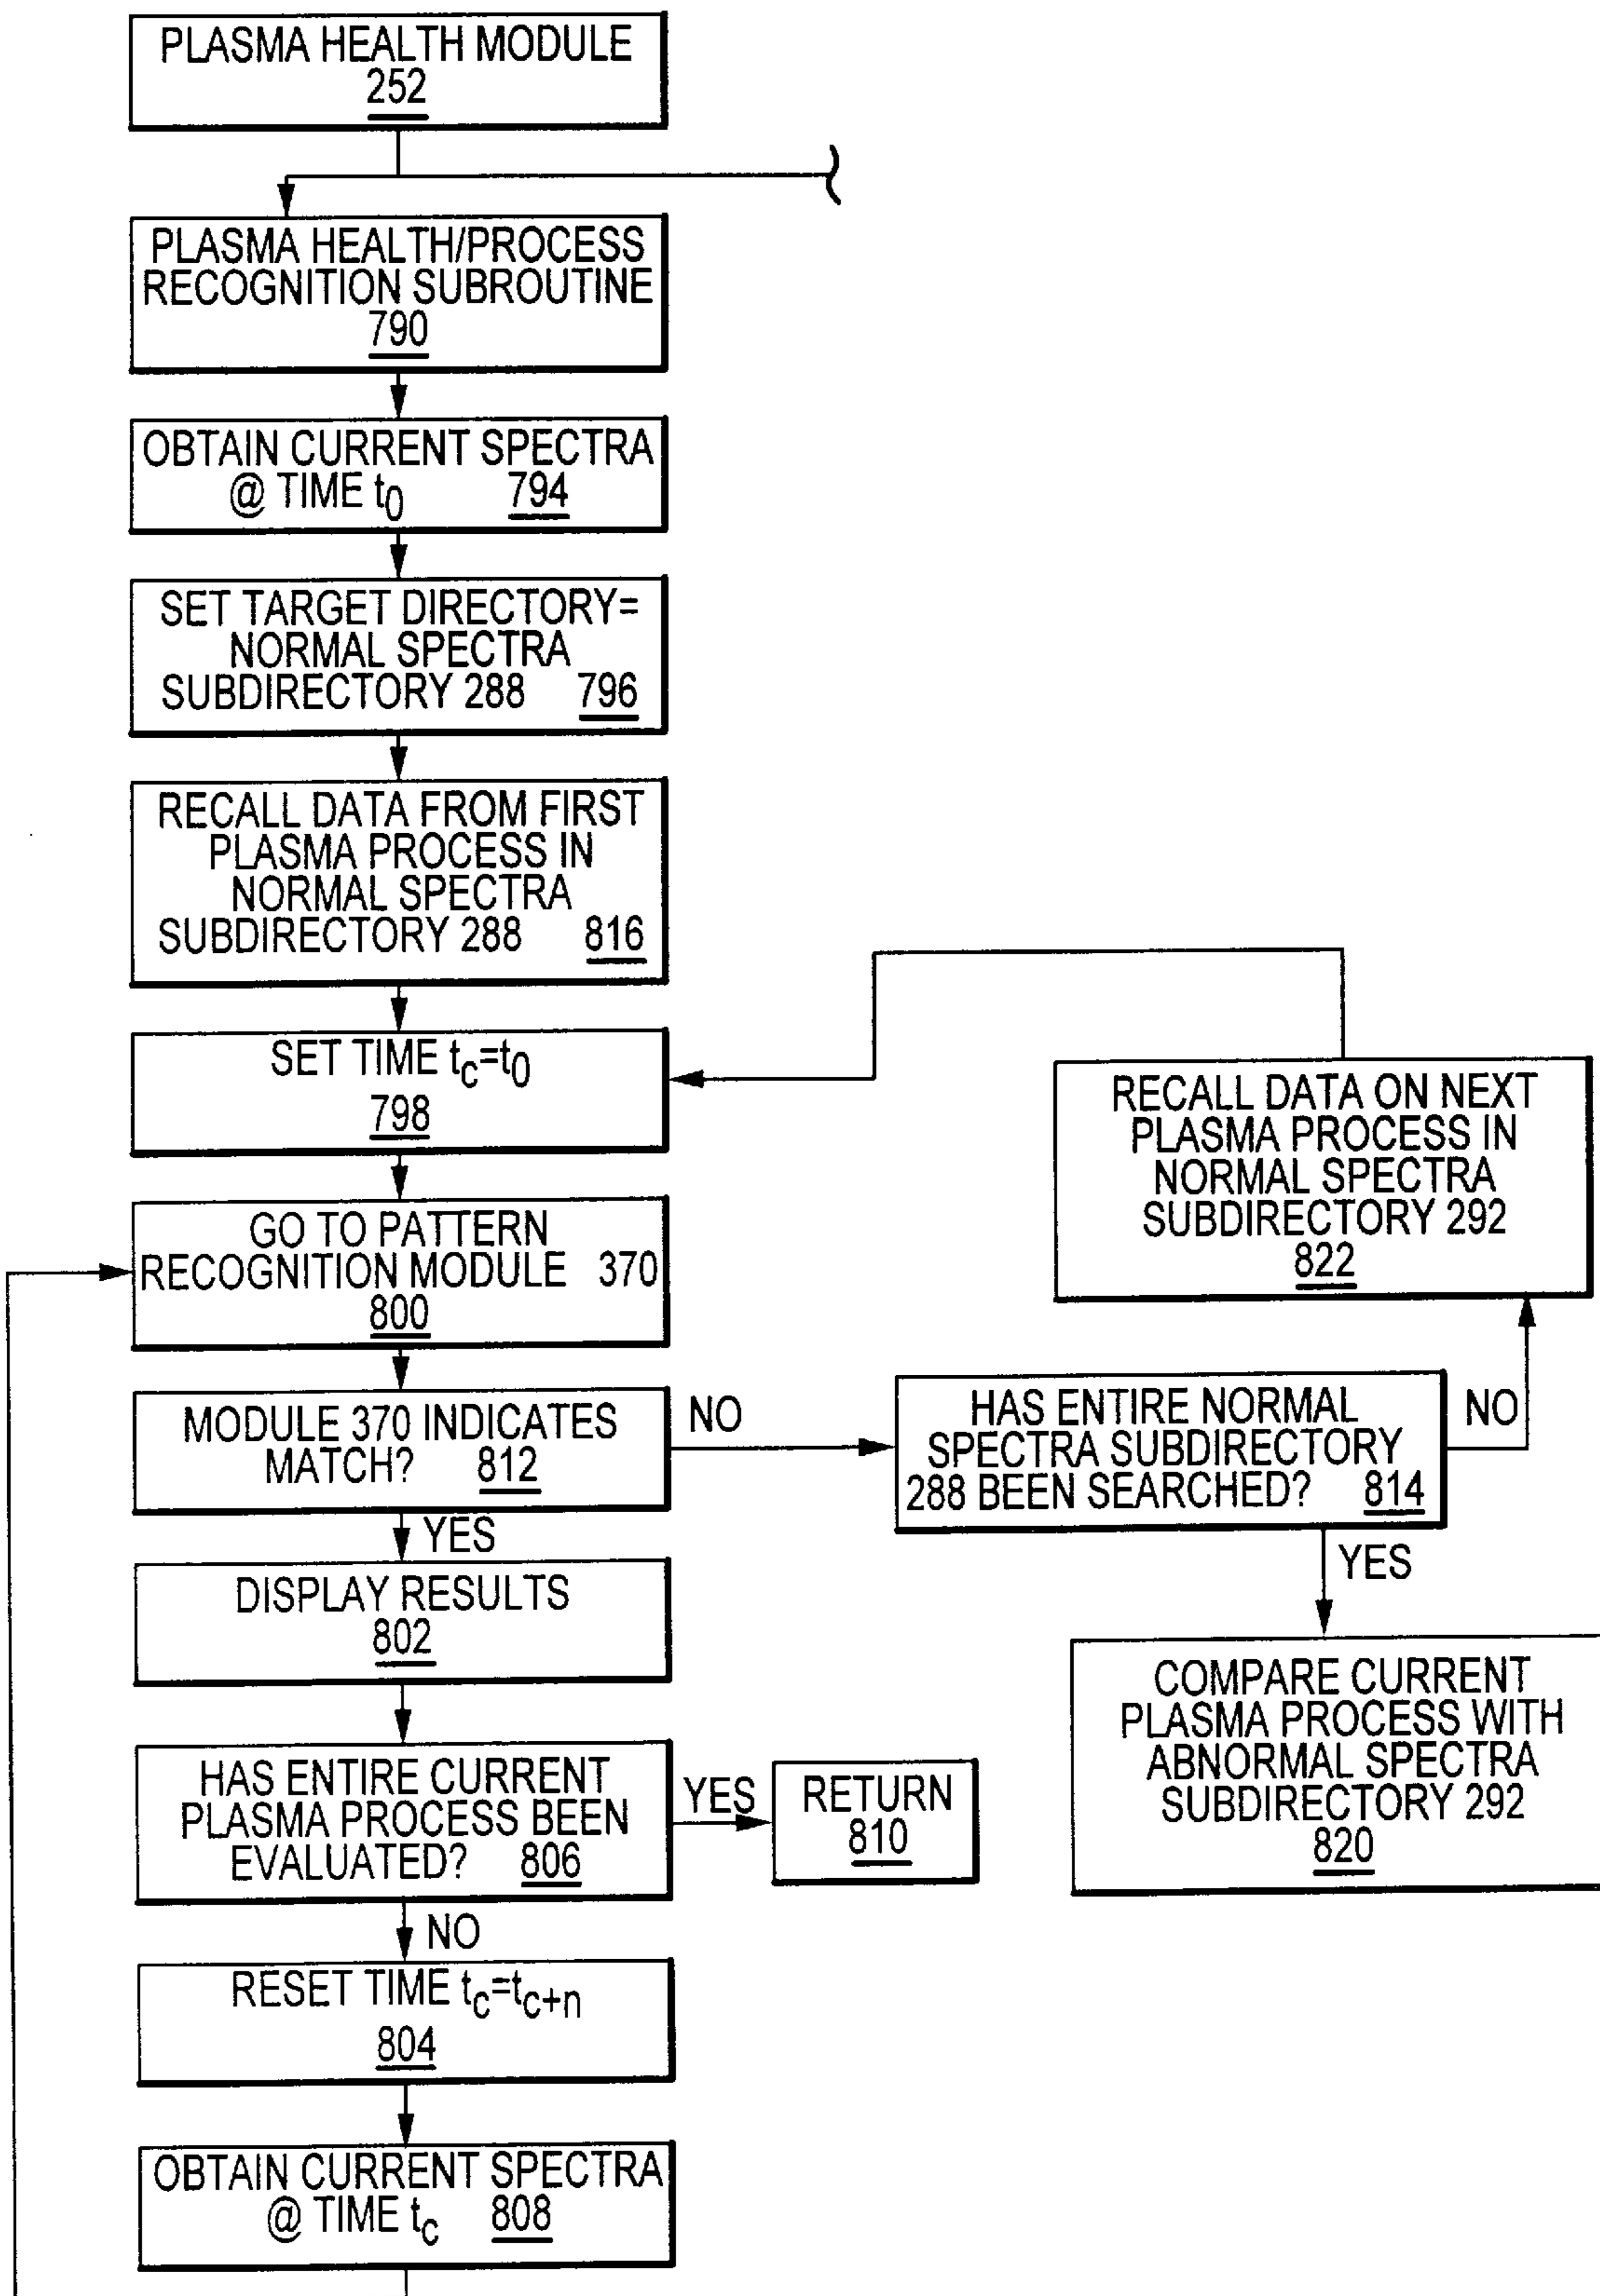 PLASMA HEALTH MODULE
252
PLASMA HEALTH/PROCESS
RECOGNITION SUBROUTINE
790
OBTAIN CURRENT SPECTRA
@ TIME t0 794
SET TARGET DIRECTORY=
NORMAL SPECTRA
SUBDIRECTORY 288 796
RECALL DATA FROM FIRST
PLASMA PROCESS IN
NORMAL SPECTRA
SUBDIRECTORY 288 816
SET TIME tc=t0
798
RECALL DATA ON NEXT
PLASMA PROCESS IN
NORMAL SPECTRA
SUBDIRECTORY 292
822
GO TO PATTERN
RECOGNITION MODULE 370
800
MODULE 370 INDICATES
MATCH? 812
NO
HAS ENTIRE NORMAL
SPECTRA SUBDIRECTORY
288 BEEN SEARCHED? 814
NO
YES
YES
DISPLAY RESULTS
802
COMPARE CURRENT
PLASMA PROCESS WITH
ABNORMAL SPECTRA
SUBDIRECTORY 292
820
HAS ENTIRE CURRENT
PLASMA PROCESS BEEN
EVALUATED? 806
YES
RETURN
810
NO
RESET TIME tc=tc+n
804
OBTAIN CURRENT SPECTRA
@ TIME tc 808